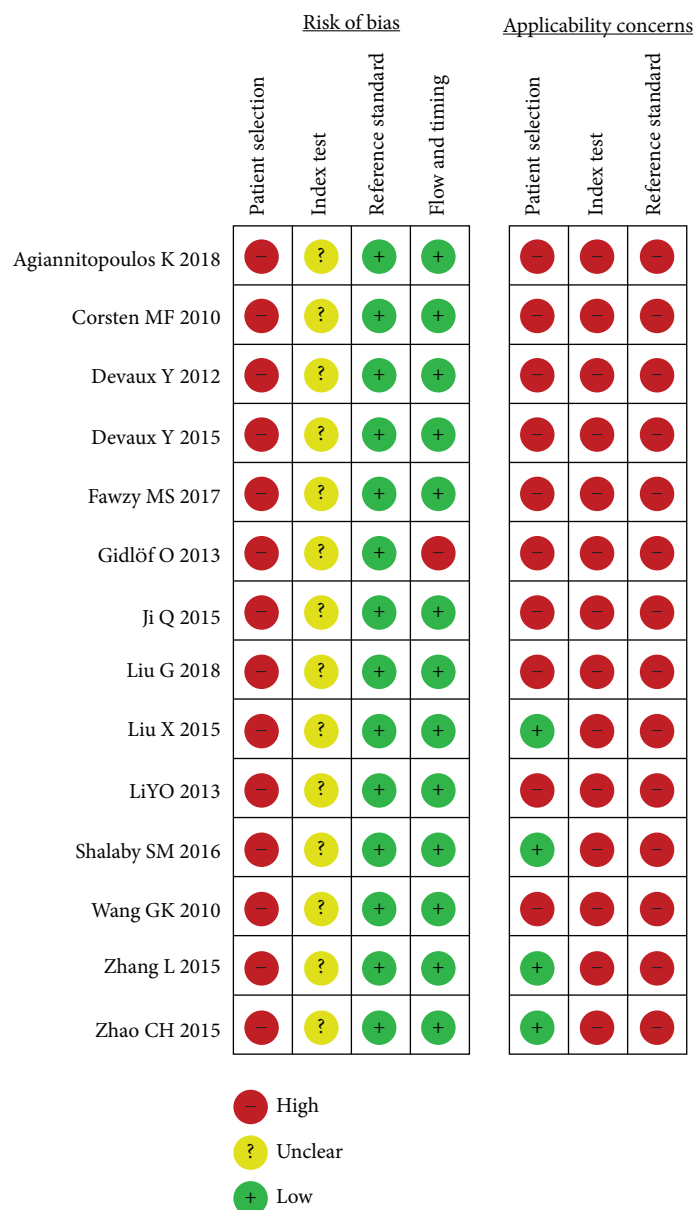 Risk of bias Applicability concerns
Patient selection Index test Reference standard Flow and timing Patient selection Index test Reference standard
Agiannitopoulos K 2018 − ? + + − − −
Corsten MF 2010 − ? + + − − −
Devaux Y 2012 − ? + + − − −
Devaux Y 2015 − ? + + − − −
Fawzy MS 2017 − ? + + − − −
Gidlöf O 2013 − ? + − − − −
Ji Q 2015 − ? + + − − −
Liu G 2018 − ? + + − − −
Liu X 2015 − ? + + + − −
LiYO 2013 − ? + + − − −
Shalaby SM 2016 − ? + + + − −
Wang GK 2010 − ? + + − − −
Zhang L 2015 − ? + + + − −
Zhao CH 2015 − ? + + + − −
− High
? Unclear
+ Low